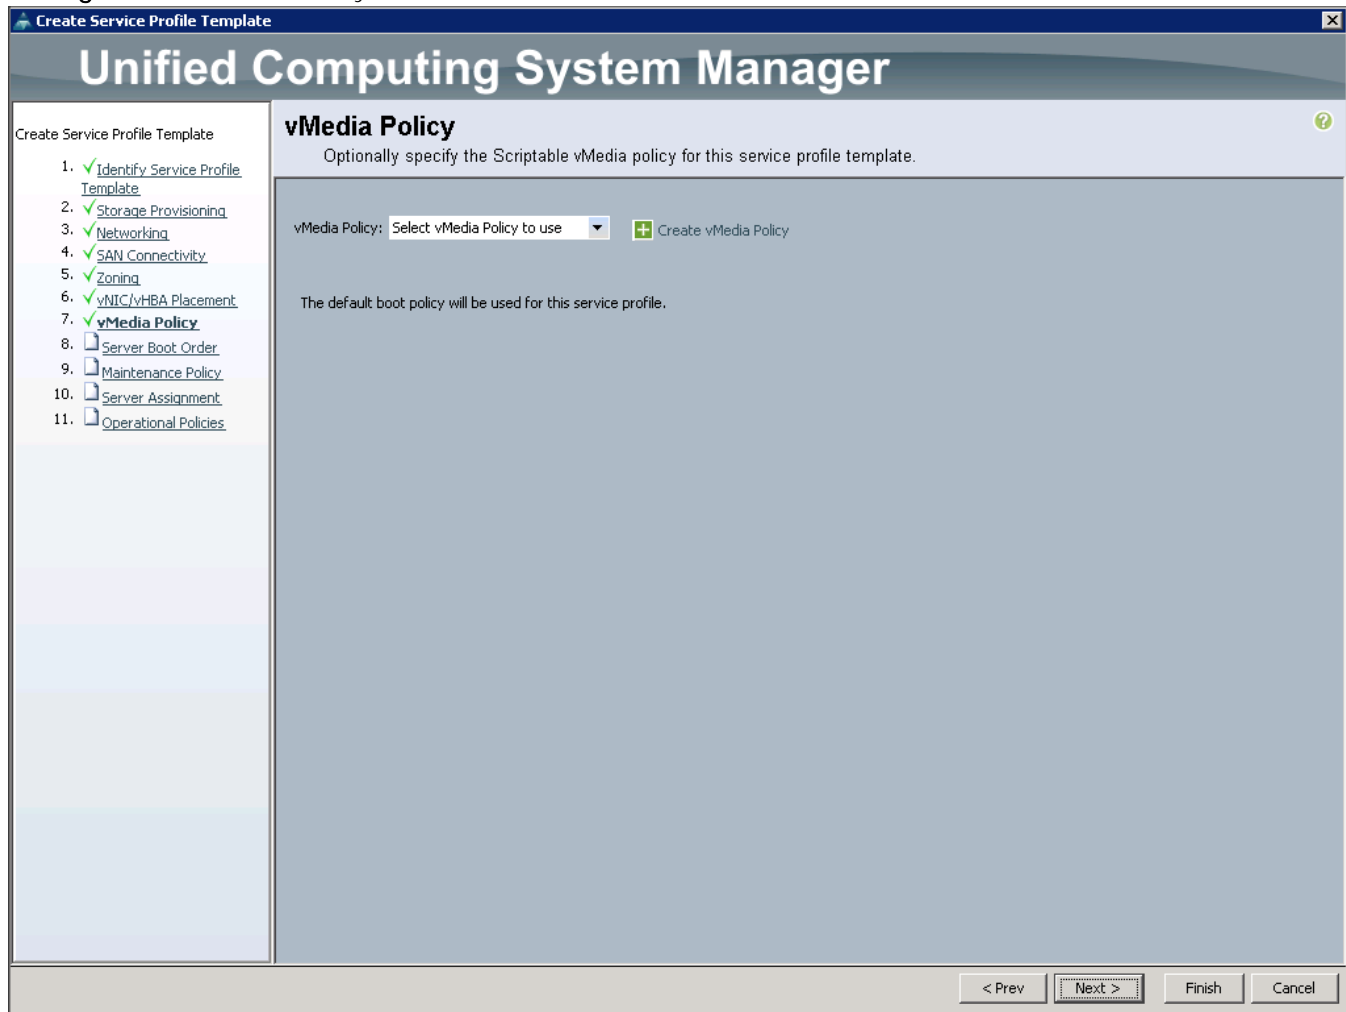 Create Service Profile Template
Unified Computing System Manager
Create Service Profile Template
1. Identify Service Profile
Template
2. Storage Provisioning
3. Networking
4. SAN Connectivity
5. Zoning
6. vNIC/vHBA Placement
7. vMedia Policy
8. Server Boot Order
9. Maintenance Policy
10. Server Assignment
11. Operational Policies
vMedia Policy
Optionally specify the Scriptable vMedia policy for this service profile template.
vMedia Policy: Select vMedia Policy to use
Create vMedia Policy
The default boot policy will be used for this service profile.
< Prev
Next >
Finish
Cancel